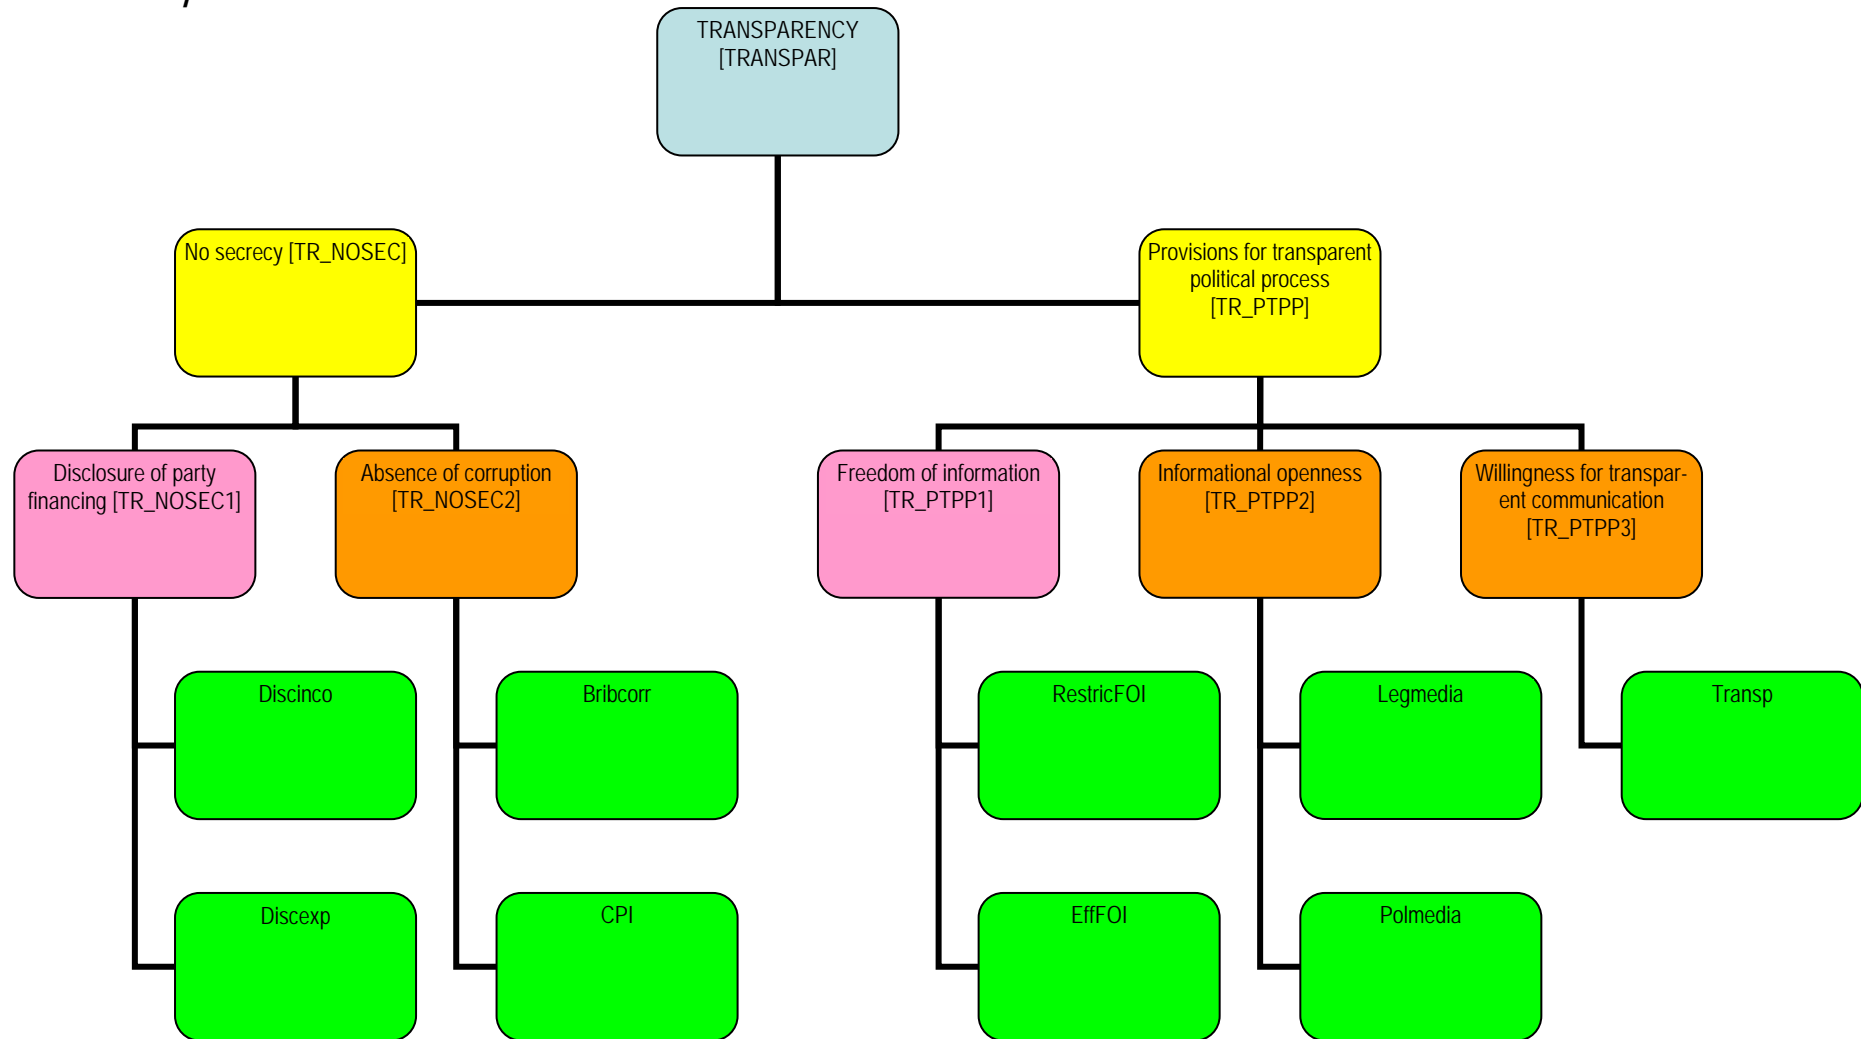 TRANSPARENCY
[TRANSPAR]
No secrecy [TR_NOSEC]
Provisions for transparent
political process
[TR_PTPP]
Disclosure of party
financing [TR_NOSEC1]
Absence of corruption
[TR_NOSEC2]
Freedom of information
[TR_PTPP1]
Informational openness
[TR_PTPP2]
Willingness for transpar-
ent communication
[TR_PTPP3]
Discinco
Bribcorr
RestricFOI
Legmedia
Transp
Discexp
CPI
EffFOI
Polmedia